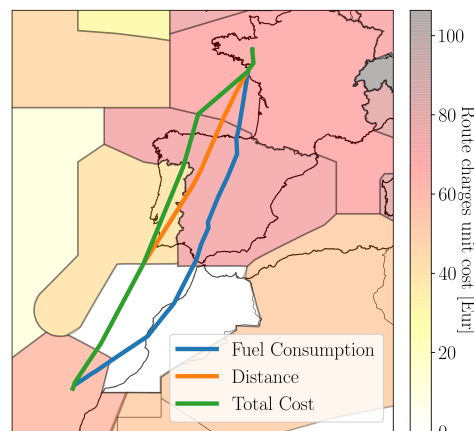 100
80
60
40
20
0
Route charges unit cost [Eur]
Fuel Consumption
Distance
Total Cost